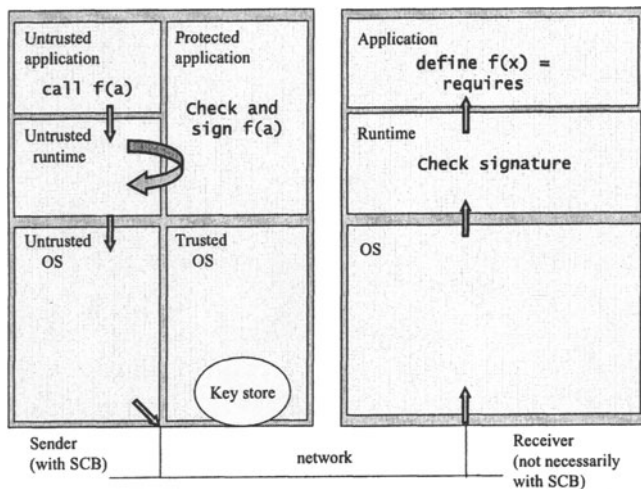 Untrusted
application
call f(a)
Protected
application
Check and
sign f(a)
Untrusted
runtime
Untrusted
OS
Trusted
OS
Key store
Application
define f(x) =
requires
Runtime
Check signature
OS
Sender
(with SCB)
network
Receiver
(not necessarily
with SCB)